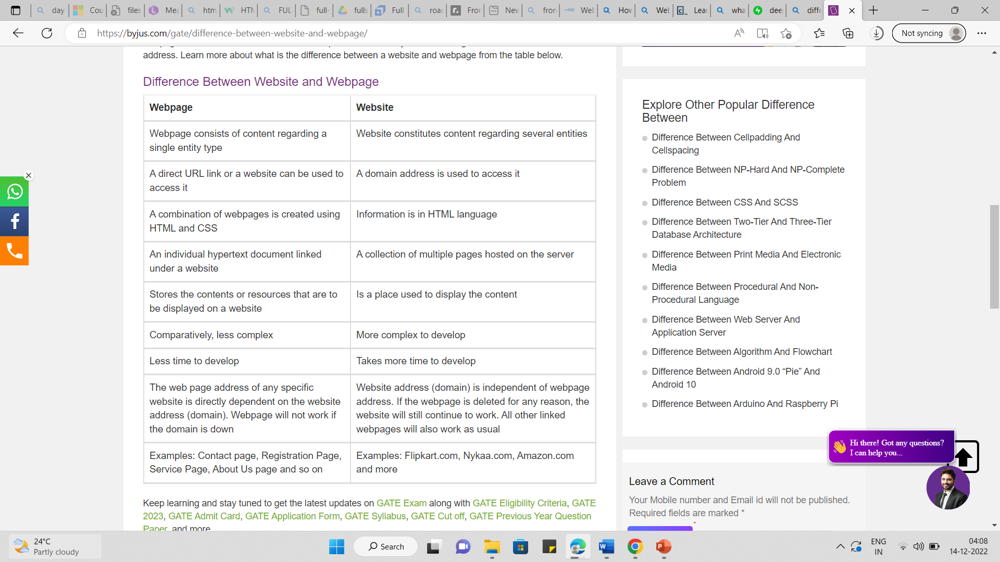 day
Cou
files
Mea
htm
HTM
FUL
full-
fulls
Full
road
Fron
New
fron
Web
How
Web
Lear
wha
dee
diffe
https://byjus.com/gate/difference-between-website-and-webpage/
Not syncing
address. Learn more about what is the difference between a website and webpage from the table below.
Difference Between Website and Webpage
Webpage Website
Webpage consists of content regarding a
single entity type
Website constitutes content regarding several entities
A direct URL link or a website can be used to
access it
A domain address is used to access it
A combination of webpages is created using
HTML and CSS
Information is in HTML language
An individual hypertext document linked
under a website
A collection of multiple pages hosted on the server
Stores the contents or resources that are to
be displayed on a website
Is a place used to display the content
Comparatively, less complex
More complex to develop
Less time to develop
Takes more time to develop
The web page address of any specific
website is directly dependent on the website
address (domain). Webpage will not work if
the domain is down
Website address (domain) is independent of webpage
address. If the webpage is deleted for any reason, the
website will still continue to work. All other linked
webpages will also work as usual
Examples: Contact page, Registration Page,
Service Page, About Us page and so on
Examples: Flipkart.com, Nykaa.com, Amazon.com
and more
Keep learning and stay tuned to get the latest updates on GATE Exam along with GATE Eligibility Criteria, GATE
2023, GATE Admit Card, GATE Application Form, GATE Syllabus, GATE Cut off, GATE Previous Year Question
Paper, and more
Explore Other Popular Difference
Between
Difference Between Cellpadding And
Cellspacing
Difference Between NP-Hard And NP-Complete
Problem
Difference Between CSS And SCSS
Difference Between Two-Tier And Three-Tier
Database Architecture
Difference Between Print Media And Electronic
Media
Difference Between Procedural And Non-
Procedural Language
Difference Between Web Server And
Application Server
Difference Between Algorithm And Flowchart
Difference Between Android 9.0 “Pie” And
Android 10
Difference Between Arduino And Raspberry Pi
Hi there! Got any questions?
I can help you...
Leave a Comment
Your Mobile number and Email id will not be published.
Required fields are marked *
*
24°C
Partly cloudy
Search
ENG
IN
04:08
14-12-2022